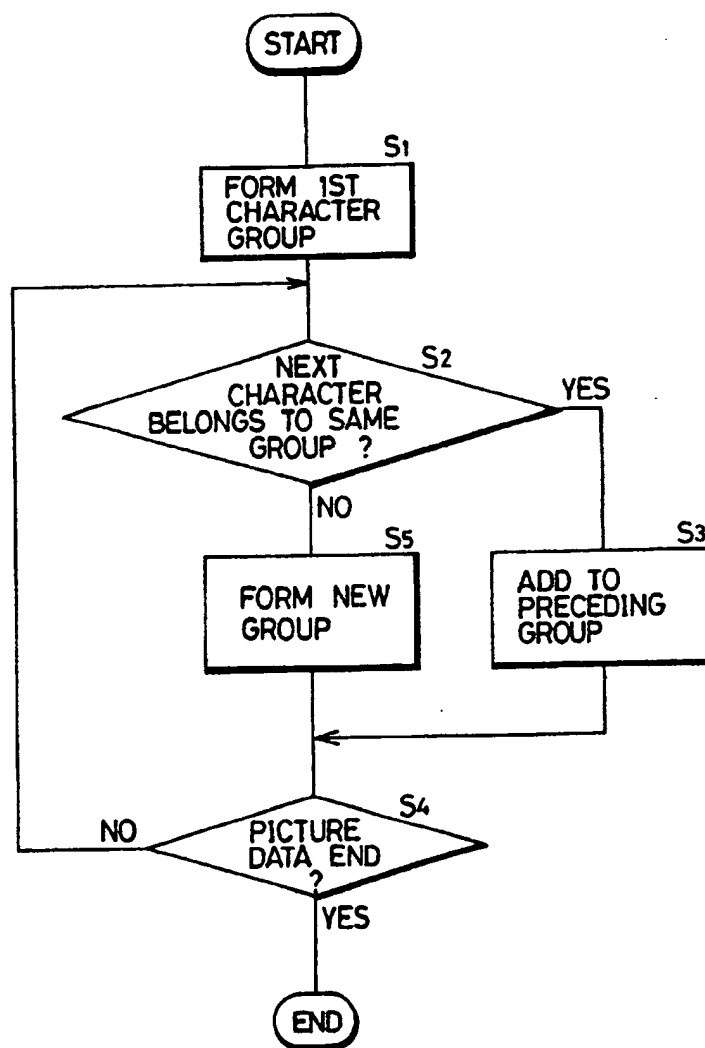 START
S1
FORM 1ST
CHARACTER
GROUP
S2
NEXT
CHARACTER
BELONGS TO SAME
GROUP ?
YES
NO
S5
FORM NEW
GROUP
S3
ADD TO
PRECEDING
GROUP
S4
PICTURE
DATA END
?
NO
YES
END